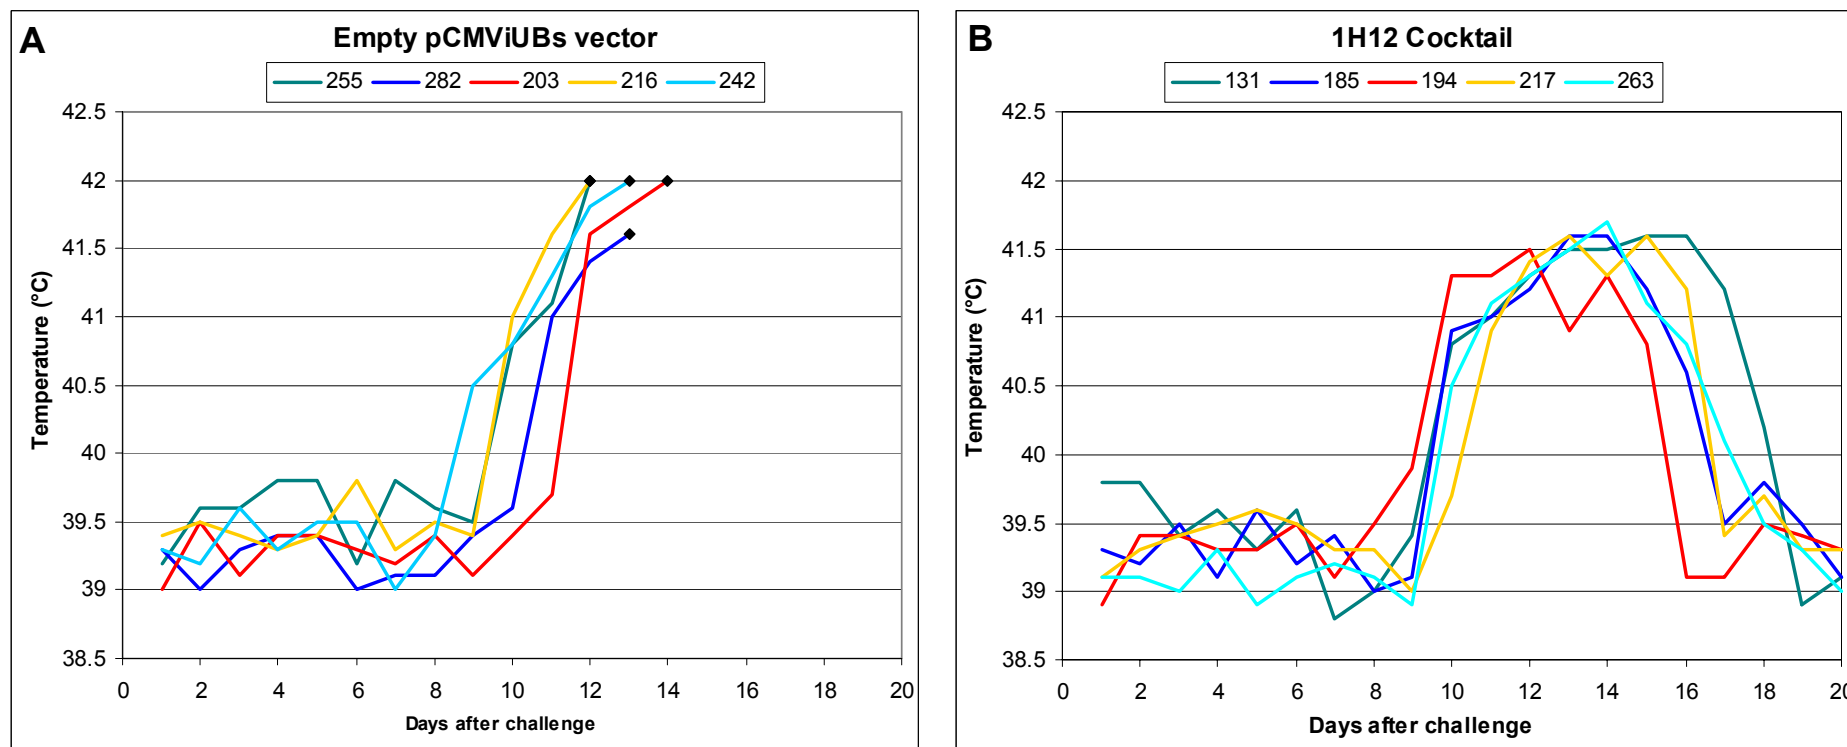 A
Empty pCMViUBs vector
255 282 203 216 242
42.5
42
41.5
41
40.5
40
39.5
39
38.5
Temperature (°C)
0 2 4 6 8 10 12 14 16 18 20
Days after challenge
B
1H12 Cocktail
131 185 194 217 263
42.5
42
41.5
41
40.5
40
39.5
39
38.5
Temperature (°C)
0 2 4 6 8 10 12 14 16 18 20
Days after challenge